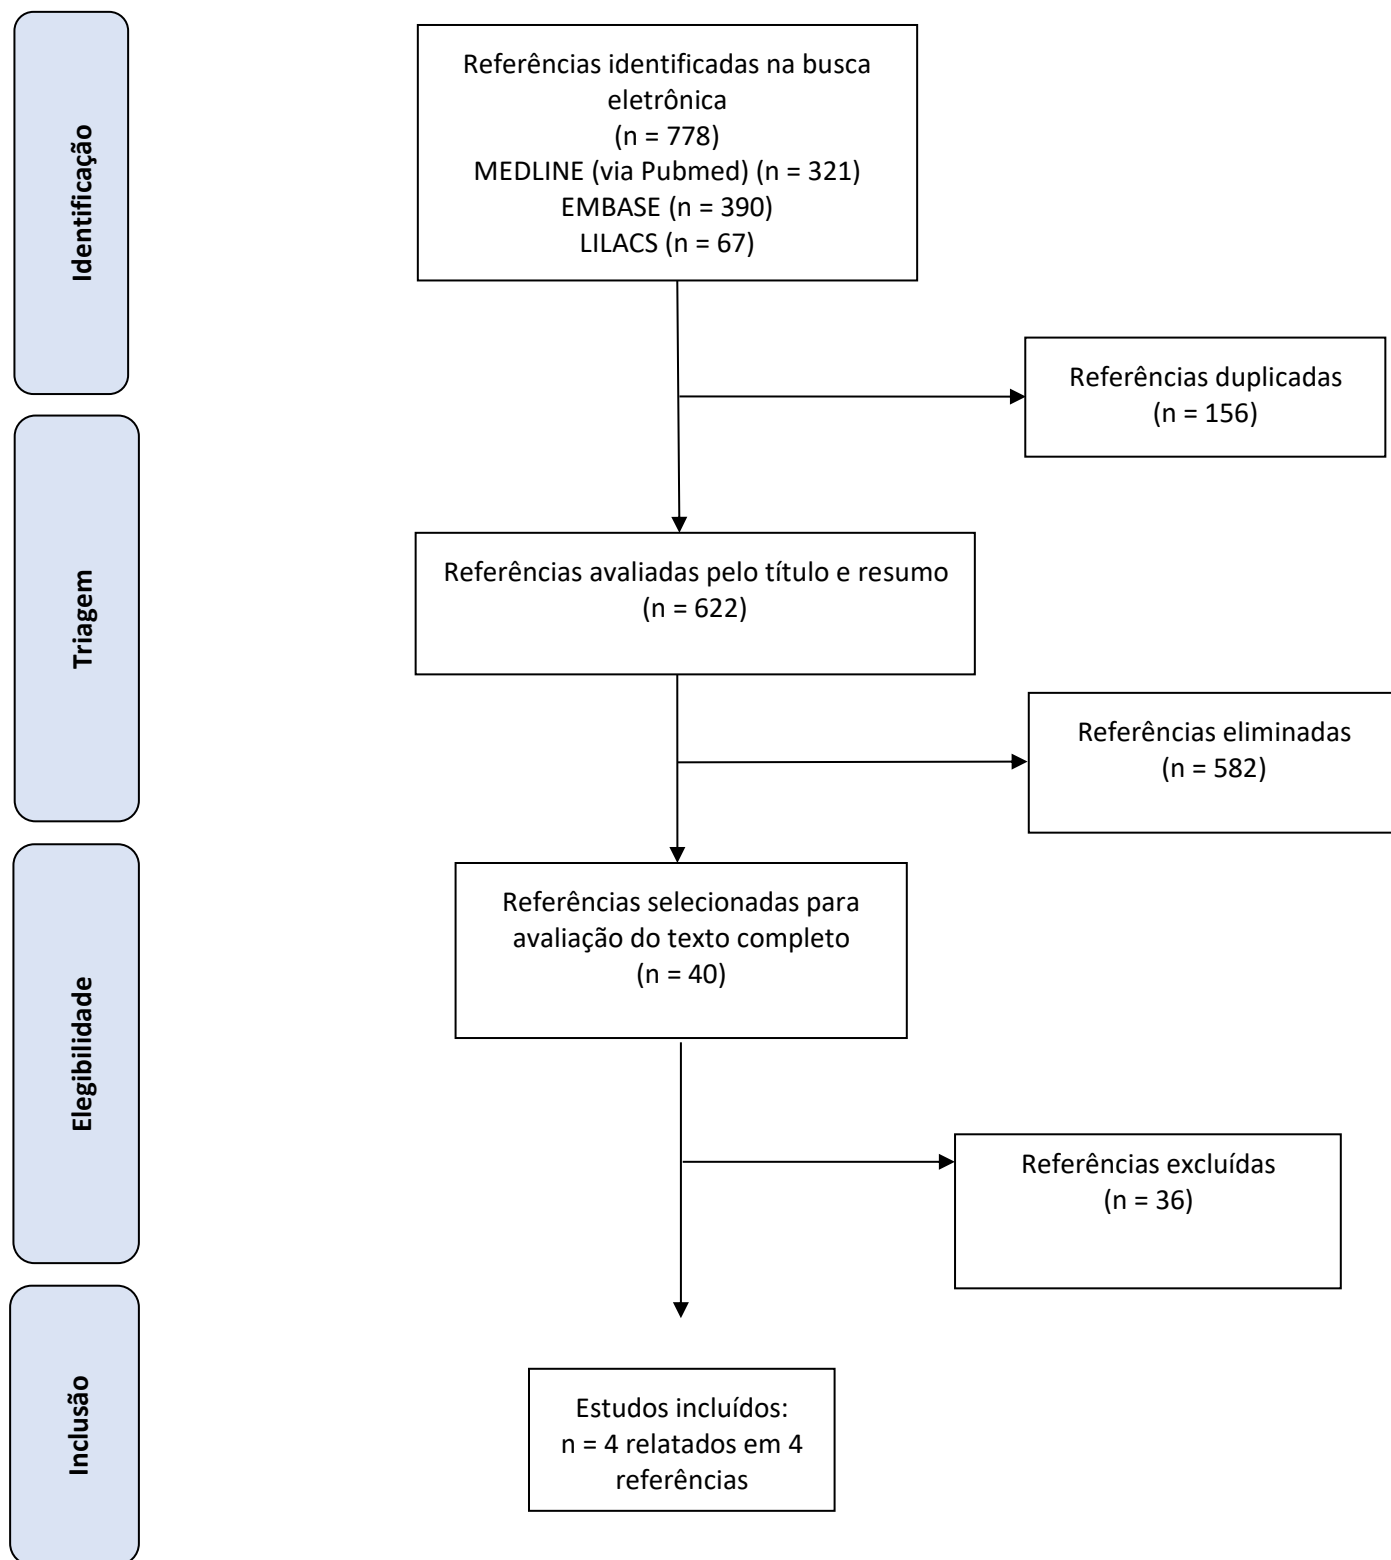 Identificação
Referências identificadas na busca
eletrônica
(n = 778)
MEDLINE (via Pubmed) (n = 321)
EMBASE (n = 390)
LILACS (n = 67)
Referências duplicadas
(n = 156)
Triagem
Referências avaliadas pelo título e resumo
(n = 622)
Referências eliminadas
(n = 582)
Elegibilidade
Referências selecionadas para
avaliação do texto completo
(n = 40)
Referências excluídas
(n = 36)
Inclusão
Estudos incluídos:
n = 4 relatados em 4
referências